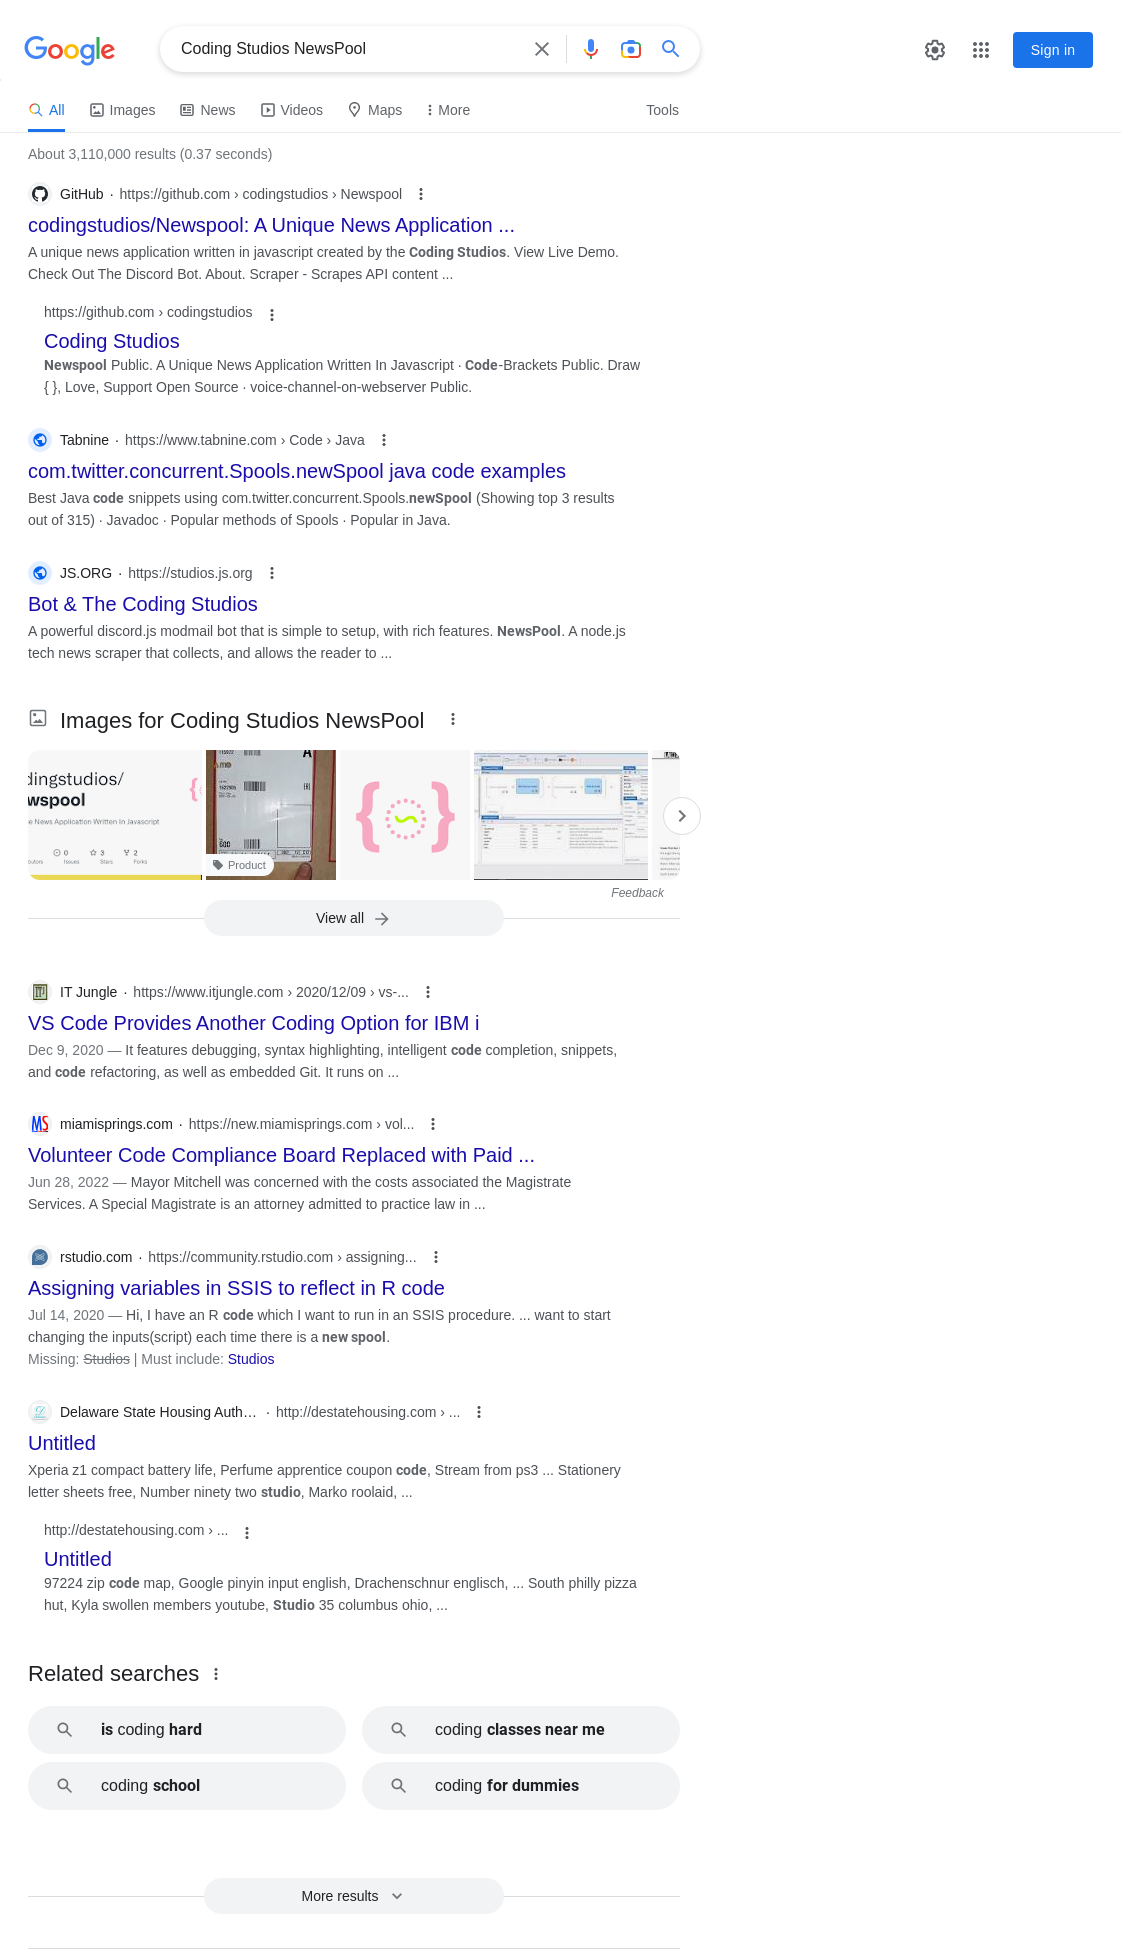 Google
Coding Studios NewsPool
Sign in
All Images News Videos Maps More Tools
About 3,110,000 results (0.37 seconds)
GitHub · https://github.com › codingstudios › Newspool
codingstudios/Newspool: A Unique News Application ...
A unique news application written in javascript created by the Coding Studios. View Live Demo.
Check Out The Discord Bot. About. Scraper - Scrapes API content ...
https://github.com › codingstudios
Coding Studios
Newspool Public. A Unique News Application Written In Javascript · Code-Brackets Public. Draw
{ }, Love, Support Open Source · voice-channel-on-webserver Public.
Tabnine · https://www.tabnine.com › Code › Java
com.twitter.concurrent.Spools.newSpool java code examples
Best Java code snippets using com.twitter.concurrent.Spools.newSpool (Showing top 3 results
out of 315) · Javadoc · Popular methods of Spools · Popular in Java.
JS.ORG · https://studios.js.org
Bot & The Coding Studios
A powerful discord.js modmail bot that is simple to setup, with rich features. NewsPool. A node.js
tech news scraper that collects, and allows the reader to ...
Images for Coding Studios NewsPool
dingstudios/
wspool
e News Application Written In Javascript
0 3 2
Issues Stars Forks
Product
Feedback
View all
IT Jungle · https://www.itjungle.com › 2020/12/09 › vs-...
VS Code Provides Another Coding Option for IBM i
Dec 9, 2020 — It features debugging, syntax highlighting, intelligent code completion, snippets,
and code refactoring, as well as embedded Git. It runs on ...
MS
miamisprings.com · https://new.miamisprings.com › vol...
Volunteer Code Compliance Board Replaced with Paid ...
Jun 28, 2022 — Mayor Mitchell was concerned with the costs associated the Magistrate
Services. A Special Magistrate is an attorney admitted to practice law in ...
rstudio.com · https://community.rstudio.com › assigning...
Assigning variables in SSIS to reflect in R code
Jul 14, 2020 — Hi, I have an R code which I want to run in an SSIS procedure. ... want to start
changing the inputs(script) each time there is a new spool.
Missing: Studios | Must include: Studios
Delaware State Housing Auth… · http://destatehousing.com › ...
Untitled
Xperia z1 compact battery life, Perfume apprentice coupon code, Stream from ps3 ... Stationery
letter sheets free, Number ninety two studio, Marko roolaid, ...
http://destatehousing.com › ...
Untitled
97224 zip code map, Google pinyin input english, Drachenschnur englisch, ... South philly pizza
hut, Kyla swollen members youtube, Studio 35 columbus ohio, ...
Related searches
is coding hard
coding classes near me
coding school
coding for dummies
More results